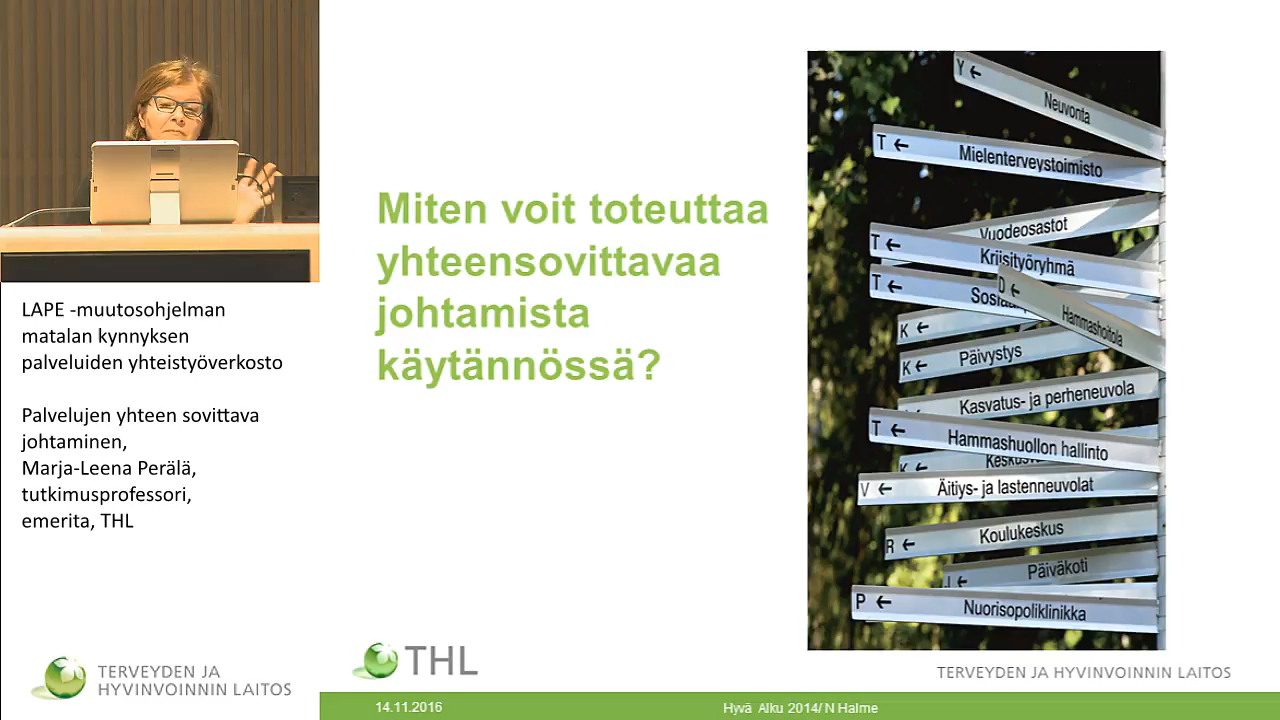 LAPE -muutosohjelman
matalan kynnyksen
palveluiden yhteistyöverkosto
Palvelujen yhteen sovittava
johtaminen,
Marja-Leena Perälä,
tutkimusprofessori,
emerita, THL
TERVEYDEN JA
HYVINVOINNIN LAITOS
Miten voit toteuttaa
yhteensovittavaa
johtamista
käytännössä?
Y ← Neuvonta
T ← Mielenterveystoimisto
Vuodeosastot
T ← Kriisityöryhmä
T ←
D ← Hammashoitola
K ←
K ← Päivystys
Kasvatus- ja perheneuvola
T ← Hammashuollon hallinto
K ←
V ← Äitiys- ja lastenneuvolat
R ← Koulukeskus
← Päiväkoti
P ← Nuorisopoliklinikka
THL
TERVEYDEN JA HYVINVOINNIN LAITOS
14.11.2016
Hyvä Alku 2014/ N Halme